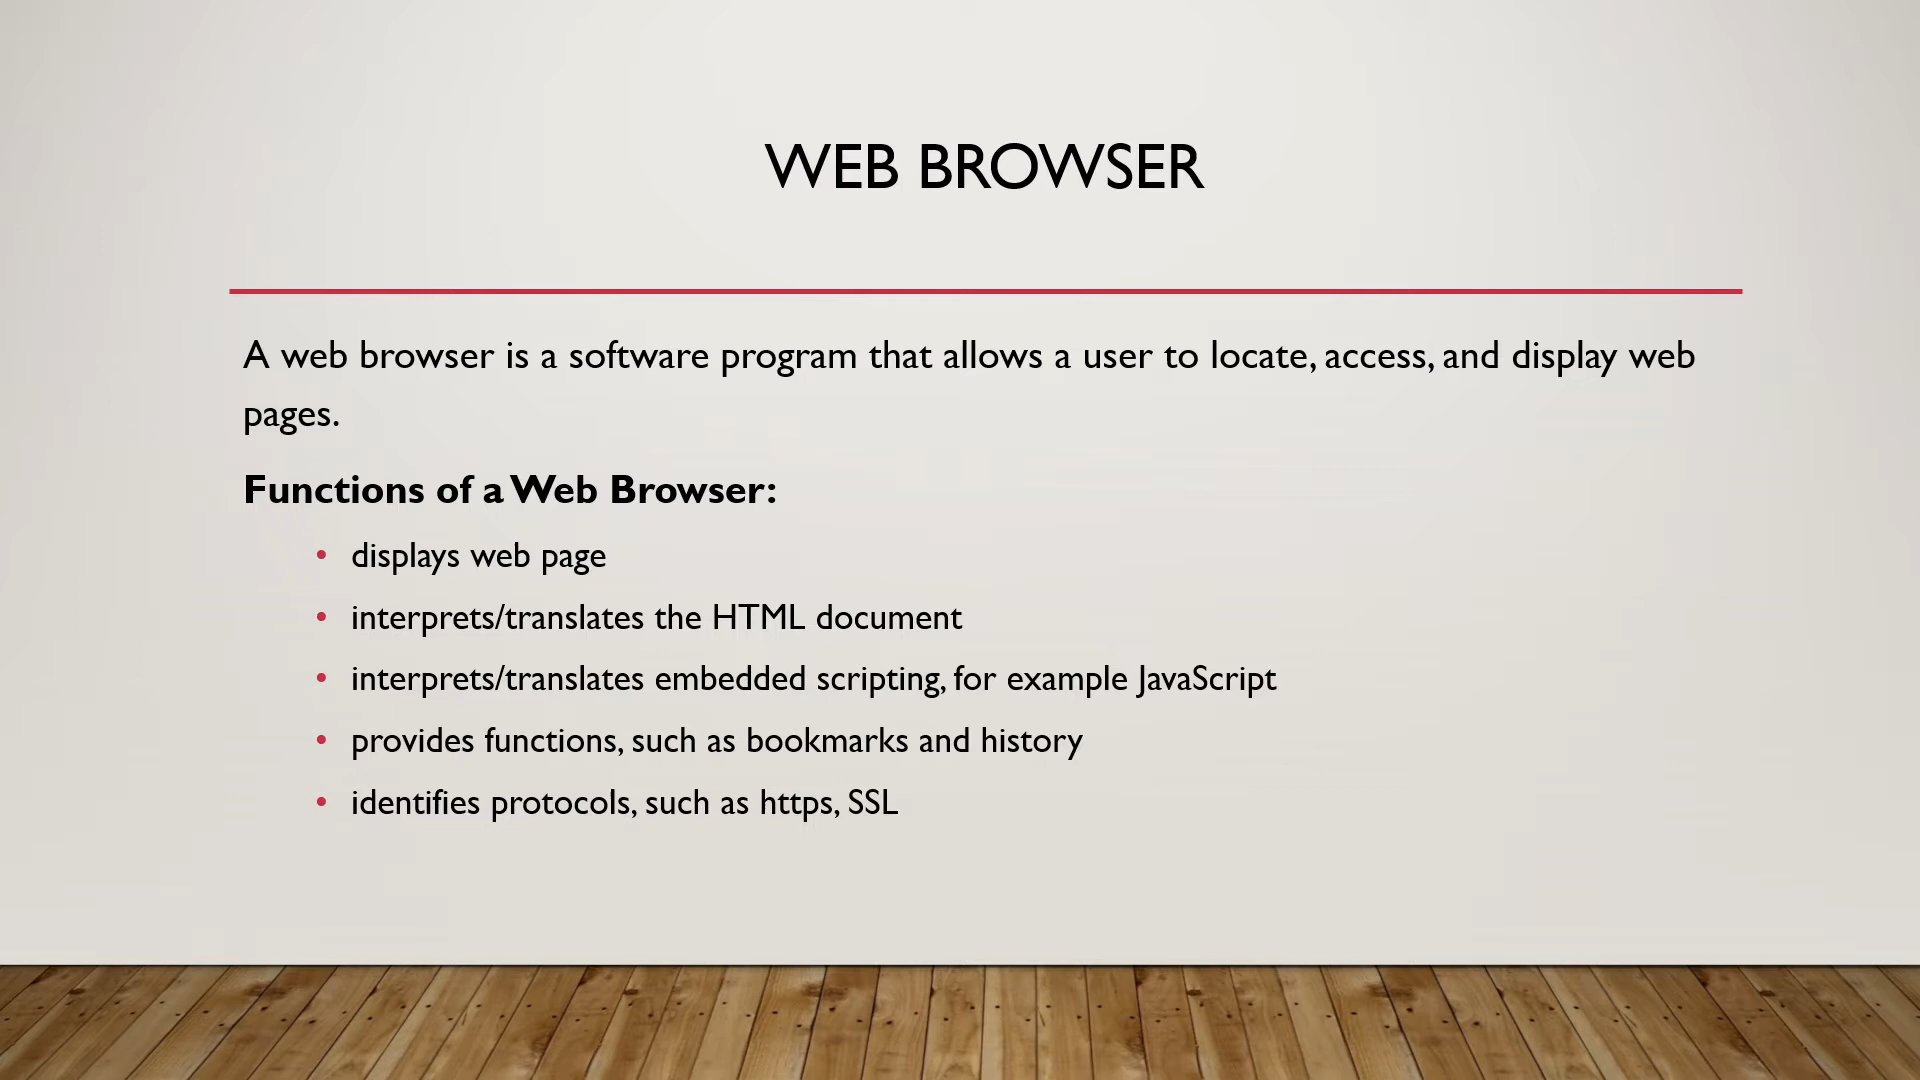 WEB BROWSER
A web browser is a software program that allows a user to locate, access, and display web
pages.
Functions of a Web Browser:
• displays web page
• interprets/translates the HTML document
• interprets/translates embedded scripting, for example JavaScript
• provides functions, such as bookmarks and history
• identifies protocols, such as https, SSL